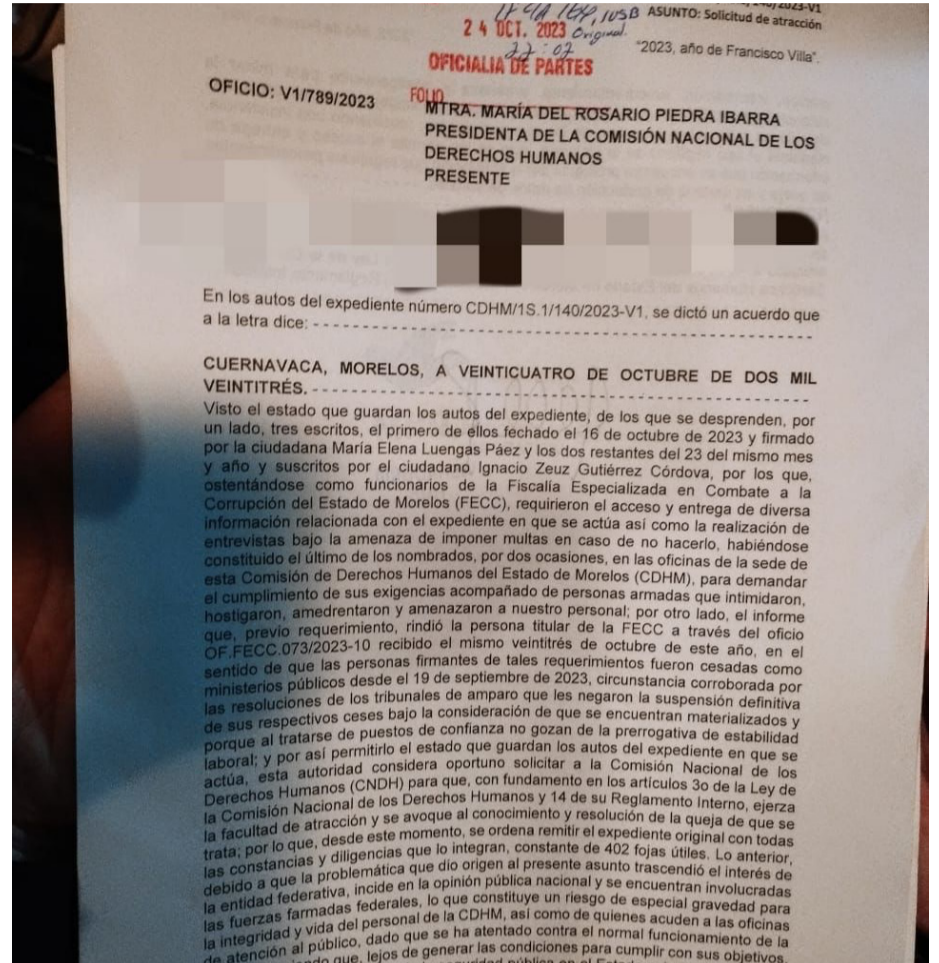 2023-V1
ASUNTO: Solicitud de atracción
24 OCT. 2023 Original.
22:07
"2023, año de Francisco Villa".
OFICIALIA DE PARTES
OFICIO: V1/789/2023
FOLIO
MTRA. MARÍA DEL ROSARIO PIEDRA IBARRA
PRESIDENTA DE LA COMISIÓN NACIONAL DE LOS
DERECHOS HUMANOS
PRESENTE
En los autos del expediente número CDHM/1S.1/140/2023-V1, se dictó un acuerdo que
a la letra dice: - - - - - - - - - - - - - - - - - - - - - - - - - - - - - - - - - - - - - - - - - - - -
CUERNAVACA, MORELOS, A VEINTICUATRO DE OCTUBRE DE DOS MIL
VEINTITRÉS. - - - - - - - - - - - - - - - - - - - - - - - - - - - - - - - - - - - - - - - - - - - -
Visto el estado que guardan los autos del expediente, de los que se desprenden, por
un lado, tres escritos, el primero de ellos fechado el 16 de octubre de 2023 y firmado
por la ciudadana María Elena Luengas Páez y los dos restantes del 23 del mismo mes
y año y suscritos por el ciudadano Ignacio Zeuz Gutiérrez Córdova, por los que,
ostentándose como funcionarios de la Fiscalía Especializada en Combate a la
Corrupción del Estado de Morelos (FECC), requirieron el acceso y entrega de diversa
información relacionada con el expediente en que se actúa así como la realización de
entrevistas bajo la amenaza de imponer multas en caso de no hacerlo, habiéndose
constituido el último de los nombrados, por dos ocasiones, en las oficinas de la sede de
esta Comisión de Derechos Humanos del Estado de Morelos (CDHM), para demandar
el cumplimiento de sus exigencias acompañado de personas armadas que intimidaron,
hostigaron, amedrentaron y amenazaron a nuestro personal; por otro lado, el informe
que, previo requerimiento, rindió la persona titular de la FECC a través del oficio
OF.FECC.073/2023-10 recibido el mismo veintitrés de octubre de este año, en el
sentido de que las personas firmantes de tales requerimientos fueron cesadas como
ministerios públicos desde el 19 de septiembre de 2023, circunstancia corroborada por
las resoluciones de los tribunales de amparo que les negaron la suspensión definitiva
de sus respectivos ceses bajo la consideración de que se encuentran materializados y
porque al tratarse de puestos de confianza no gozan de la prerrogativa de estabilidad
laboral; y por así permitirlo el estado que guardan los autos del expediente en que se
actúa, esta autoridad considera oportuno solicitar a la Comisión Nacional de los
Derechos Humanos (CNDH) para que, con fundamento en los artículos 3o de la Ley de
la Comisión Nacional de los Derechos Humanos y 14 de su Reglamento Interno, ejerza
la facultad de atracción y se avoque al conocimiento y resolución de la queja de que se
trata; por lo que, desde este momento, se ordena remitir el expediente original con todas
las constancias y diligencias que lo integran, constante de 402 fojas útiles. Lo anterior,
debido a que la problemática que dio origen al presente asunto trascendió el interés de
la entidad federativa, incide en la opinión pública nacional y se encuentran involucradas
las fuerzas farmadas federales, lo que constituye un riesgo de especial gravedad para
la integridad y vida del personal de la CDHM, así como de quienes acuden a las oficinas
de atención al público, dado que se ha atentado contra el normal funcionamiento de la
que, lejos de generar las condiciones para cumplir con sus objetivos,